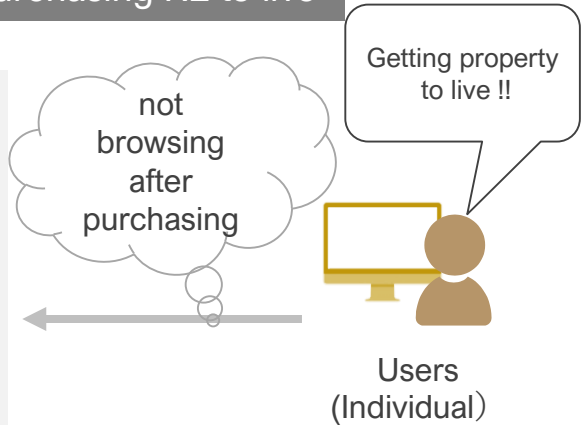 Getting property
to live !!
not
browsing
after
purchasing
Users
(Individual）